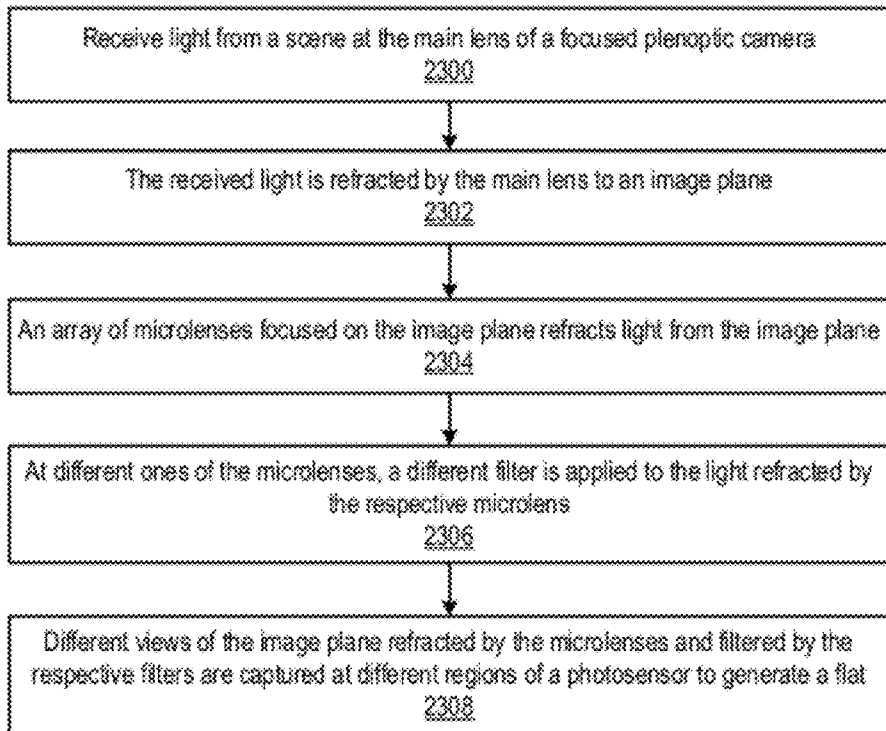 Receive light from a scene at the main lens of a focused plenoptic camera
2300
The received light is refracted by the main lens to an image plane
2302
An array of microlenses focused on the image plane refracts light from the image plane
2304
At different ones of the microlenses, a different filter is applied to the light refracted by
the respective microlens
2306
Different views of the image plane refracted by the microlenses and filtered by the
respective filters are captured at different regions of a photosensor to generate a flat
2308